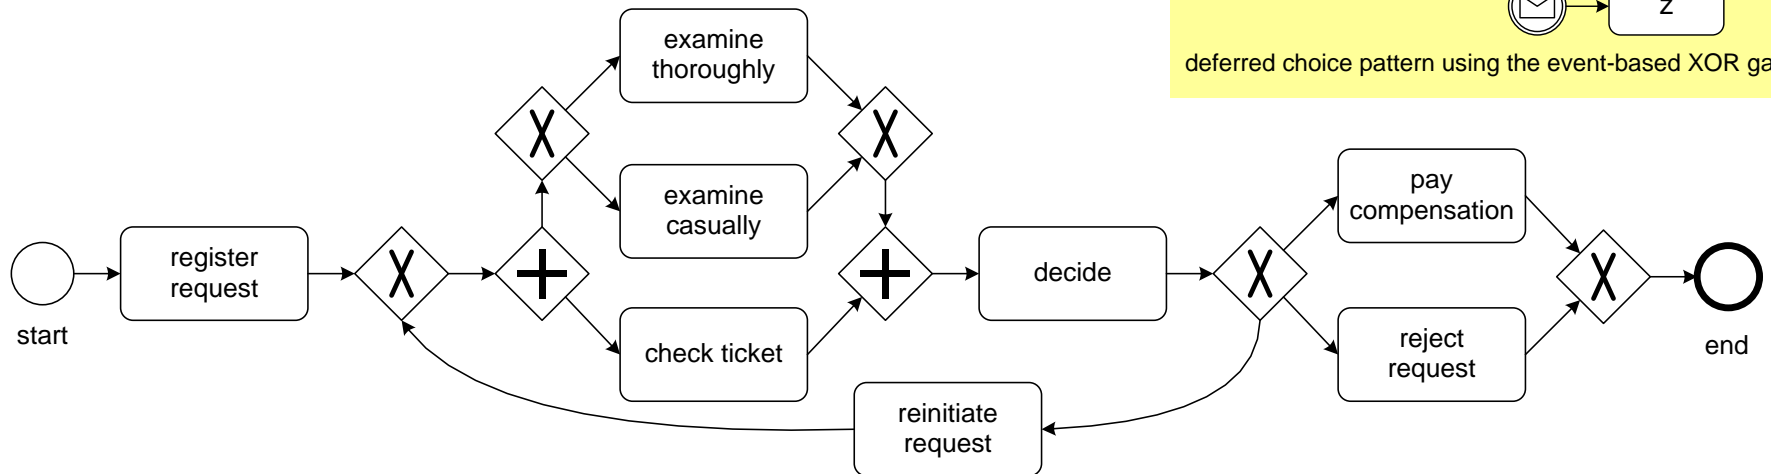 z
deferred choice pattern using the event-based XOR
examine
thoroughly
examine
casually
register
request
start
check ticket
decide
pay
compensation
reject
request
end
reinitiate
request